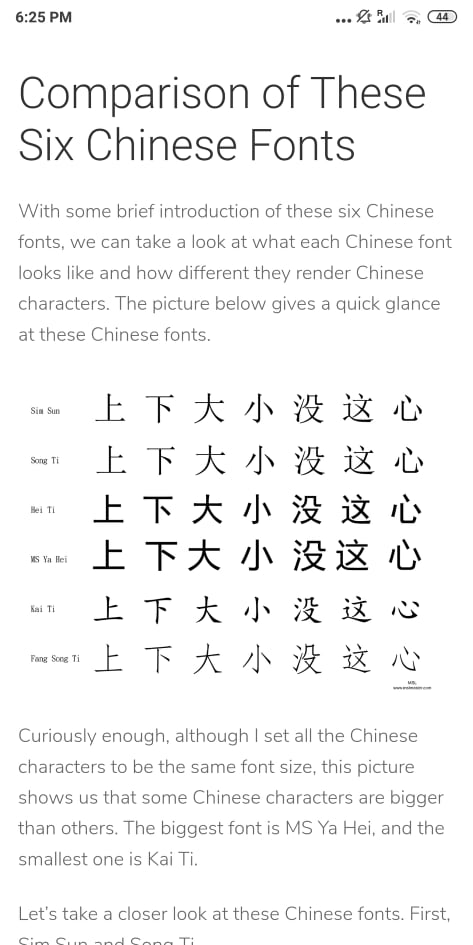 6:25 PM
R
44
Comparison of These
Six Chinese Fonts
With some brief introduction of these six Chinese
fonts, we can take a look at what each Chinese font
looks like and how different they render Chinese
characters. The picture below gives a quick glance
at these Chinese fonts.
Sim Sun 上 下 大 小 没 这 心
Song Ti 上 下 大 小 没 这 心
Hei Ti 上 下 大 小 没 这 心
MS Ya Hei 上 下 大 小 没 这 心
Kai Ti 上 下 大 小 没 这 心
Fang Song Ti 上 下 大 小 没 这 心
Curiously enough, although I set all the Chinese
characters to be the same font size, this picture
shows us that some Chinese characters are bigger
than others. The biggest font is MS Ya Hei, and the
smallest one is Kai Ti.
Let's take a closer look at these Chinese fonts. First,
Sim Sun and Song Ti